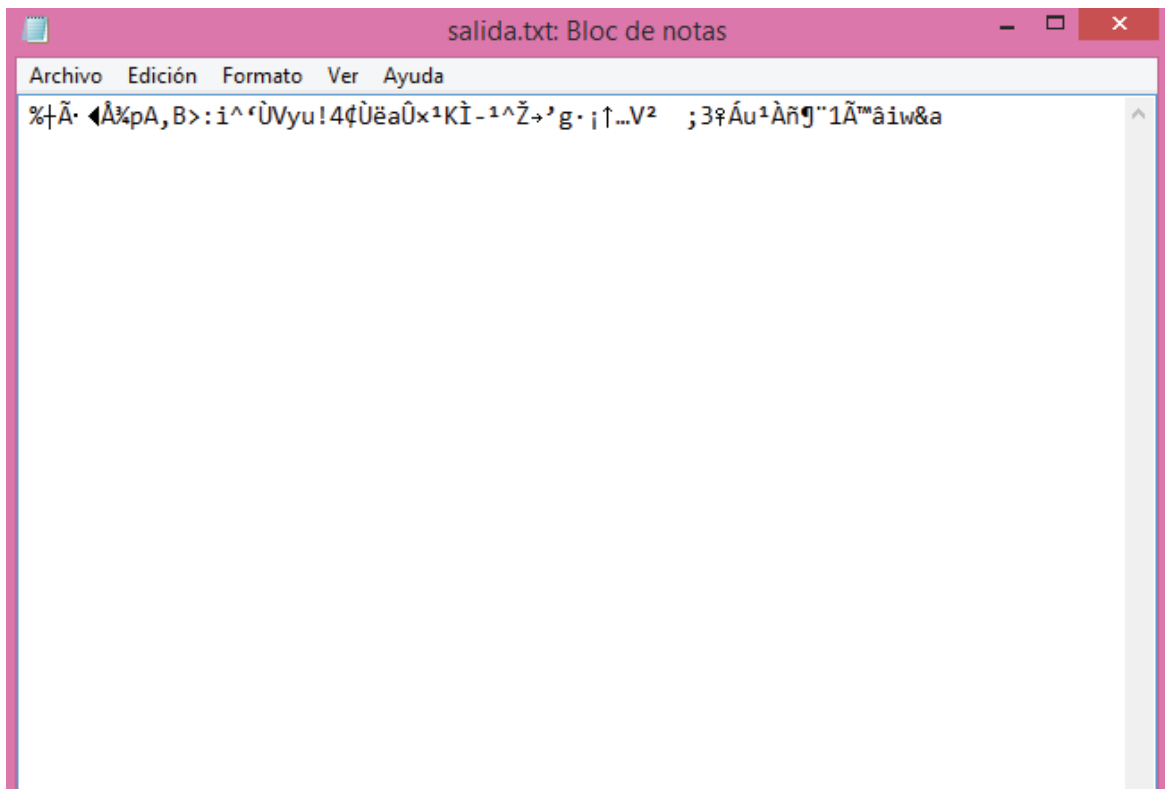 salida.txt: Bloc de notas
Archivo Edición Formato Ver Ayuda
%┼Ã· ◄Å¾pA,B>:i^‘ÙVyu!4¢ÙëaÛ×¹KÌ-¹^Ž→’g·¡↑…V² ;3♀Áu¹Àñ¶¨1Ã™âiw&a